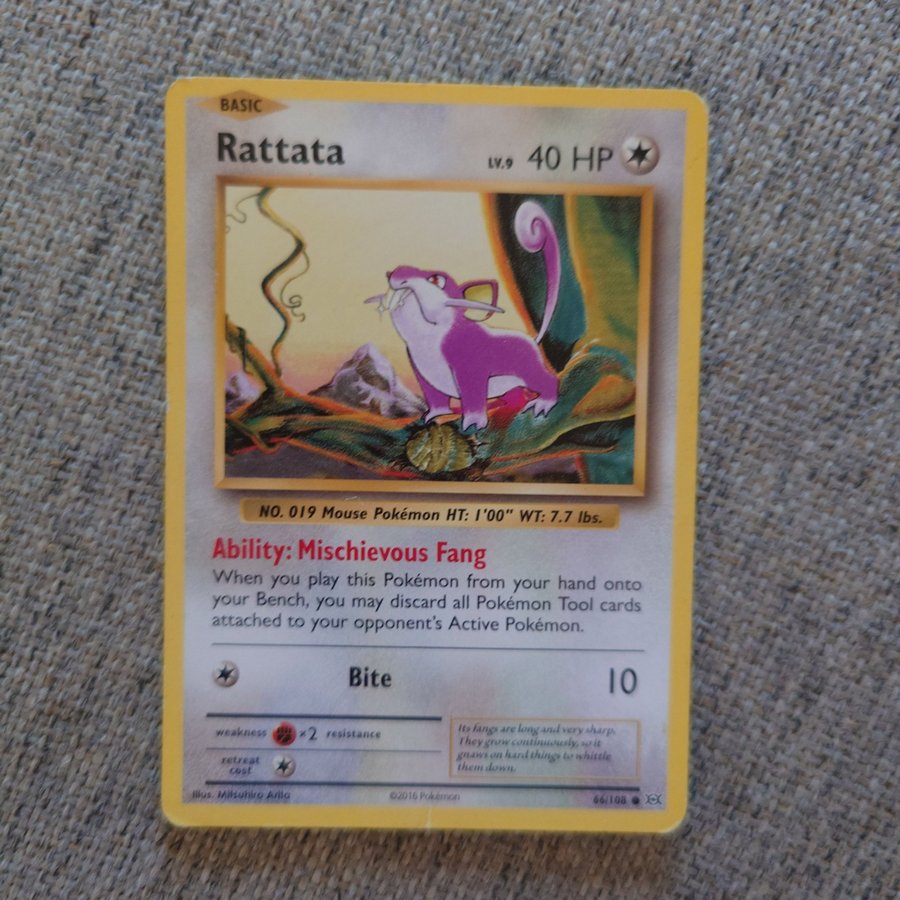 BASIC
Rattata
LV.9 40 HP
NO. 019 Mouse Pokémon HT: 1'00" WT: 7.7 lbs.
Ability: Mischievous Fang
When you play this Pokémon from your hand onto
your Bench, you may discard all Pokémon Tool cards
attached to your opponent's Active Pokémon.
Bite 10
weakness ×2 resistance
retreat
cost
Its fangs are long and very sharp.
They grow continuously, so it
gnaws on hard things to whittle
them down.
Illus. Mitsuhiro Arita ©2016 Pokémon 66/108